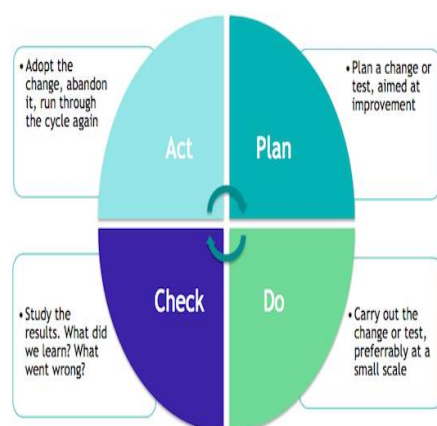 • Adopt the
change, abandon
it, run through
the cycle again
Act
Plan
• Plan a change or
test, aimed at
improvement
• Study the
results. What did
we learn? What
went wrong?
Check
Do
• Carry out the
change or test,
preferrably at a
small scale